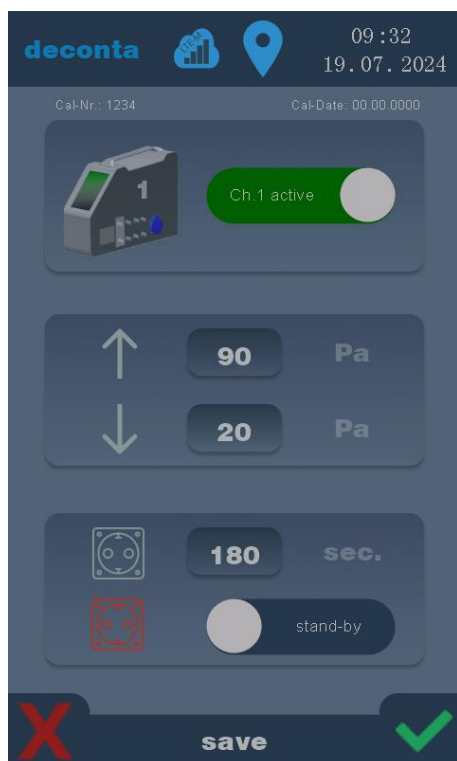 deconta
LTEM
09:32
19.07.2024
Cal-Nr.: 1234
Cal-Date: 00.00.0000
1
Ch.1 active
90 Pa
20 Pa
180 sec.
stand-by
X
save